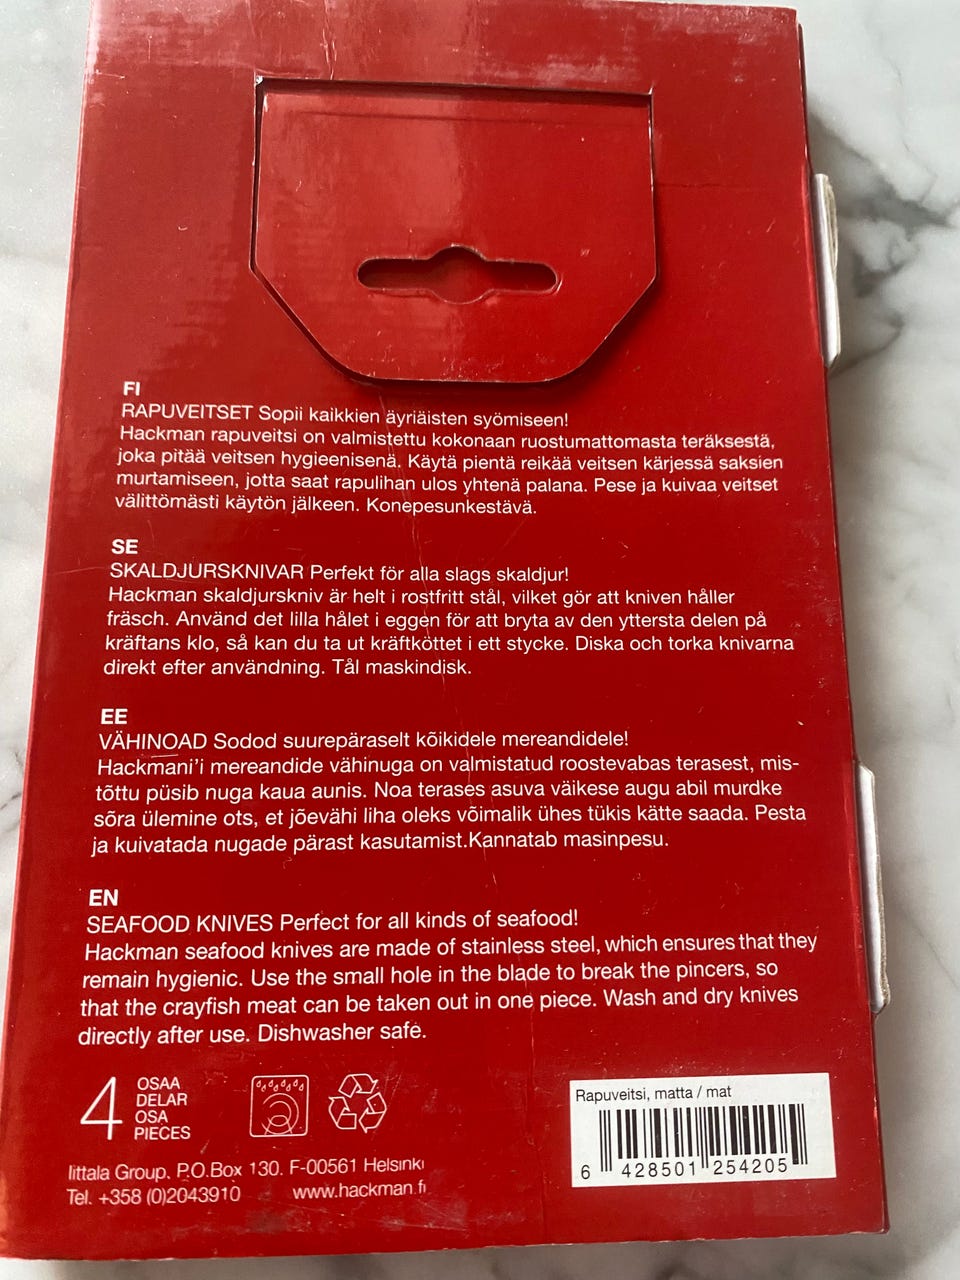 FI
RAPUVEITSET Sopii kaikkien äyriäisten syömiseen!
Hackman rapuveitsi on valmistettu kokonaan ruostumattomasta teräksestä,
joka pitää veitsen hygieenisenä. Käytä pientä reikää veitsen kärjessä saksien
murtamiseen, jotta saat rapulihan ulos yhtenä palana. Pese ja kuivaa veitset
välittömästi käytön jälkeen. Konepesunkestävä.
SE
SKALDJURSKNIVAR Perfekt för alla slags skaldjur!
Hackman skaldjurskniv är helt i rostfritt stål, vilket gör att kniven håller
fräsch. Använd det lilla hålet i eggen för att bryta av den yttersta delen på
kräftans klo, så kan du ta ut kräftköttet i ett stycke. Diska och torka knivarna
direkt efter användning. Tål maskindisk.
EE
VÄHINOAD Sodod suurepäraselt kõikidele mereandidele!
Hackmani'i mereandide vähinuga on valmistatud roostevabas terasest, mis-
tõttu püsib nuga kaua aunis. Noa terases asuva väikese augu abil murdke
sõra ülemine ots, et jõevähi liha oleks võimalik ühes tükis kätte saada. Pesta
ja kuivatada nugade pärast kasutamist.Kannatab masinpesu.
EN
SEAFOOD KNIVES Perfect for all kinds of seafood!
Hackman seafood knives are made of stainless steel, which ensures that they
remain hygienic. Use the small hole in the blade to break the pincers, so
that the crayfish meat can be taken out in one piece. Wash and dry knives
directly after use. Dishwasher safe.
4 OSAA
DELAR
OSA
PIECES
Iittala Group, P.O.Box 130. F-00561 Helsinki
Tel. +358 (0)2043910 www.hackman.fi
Rapuveitsi, matta / mat
6 428501 254205